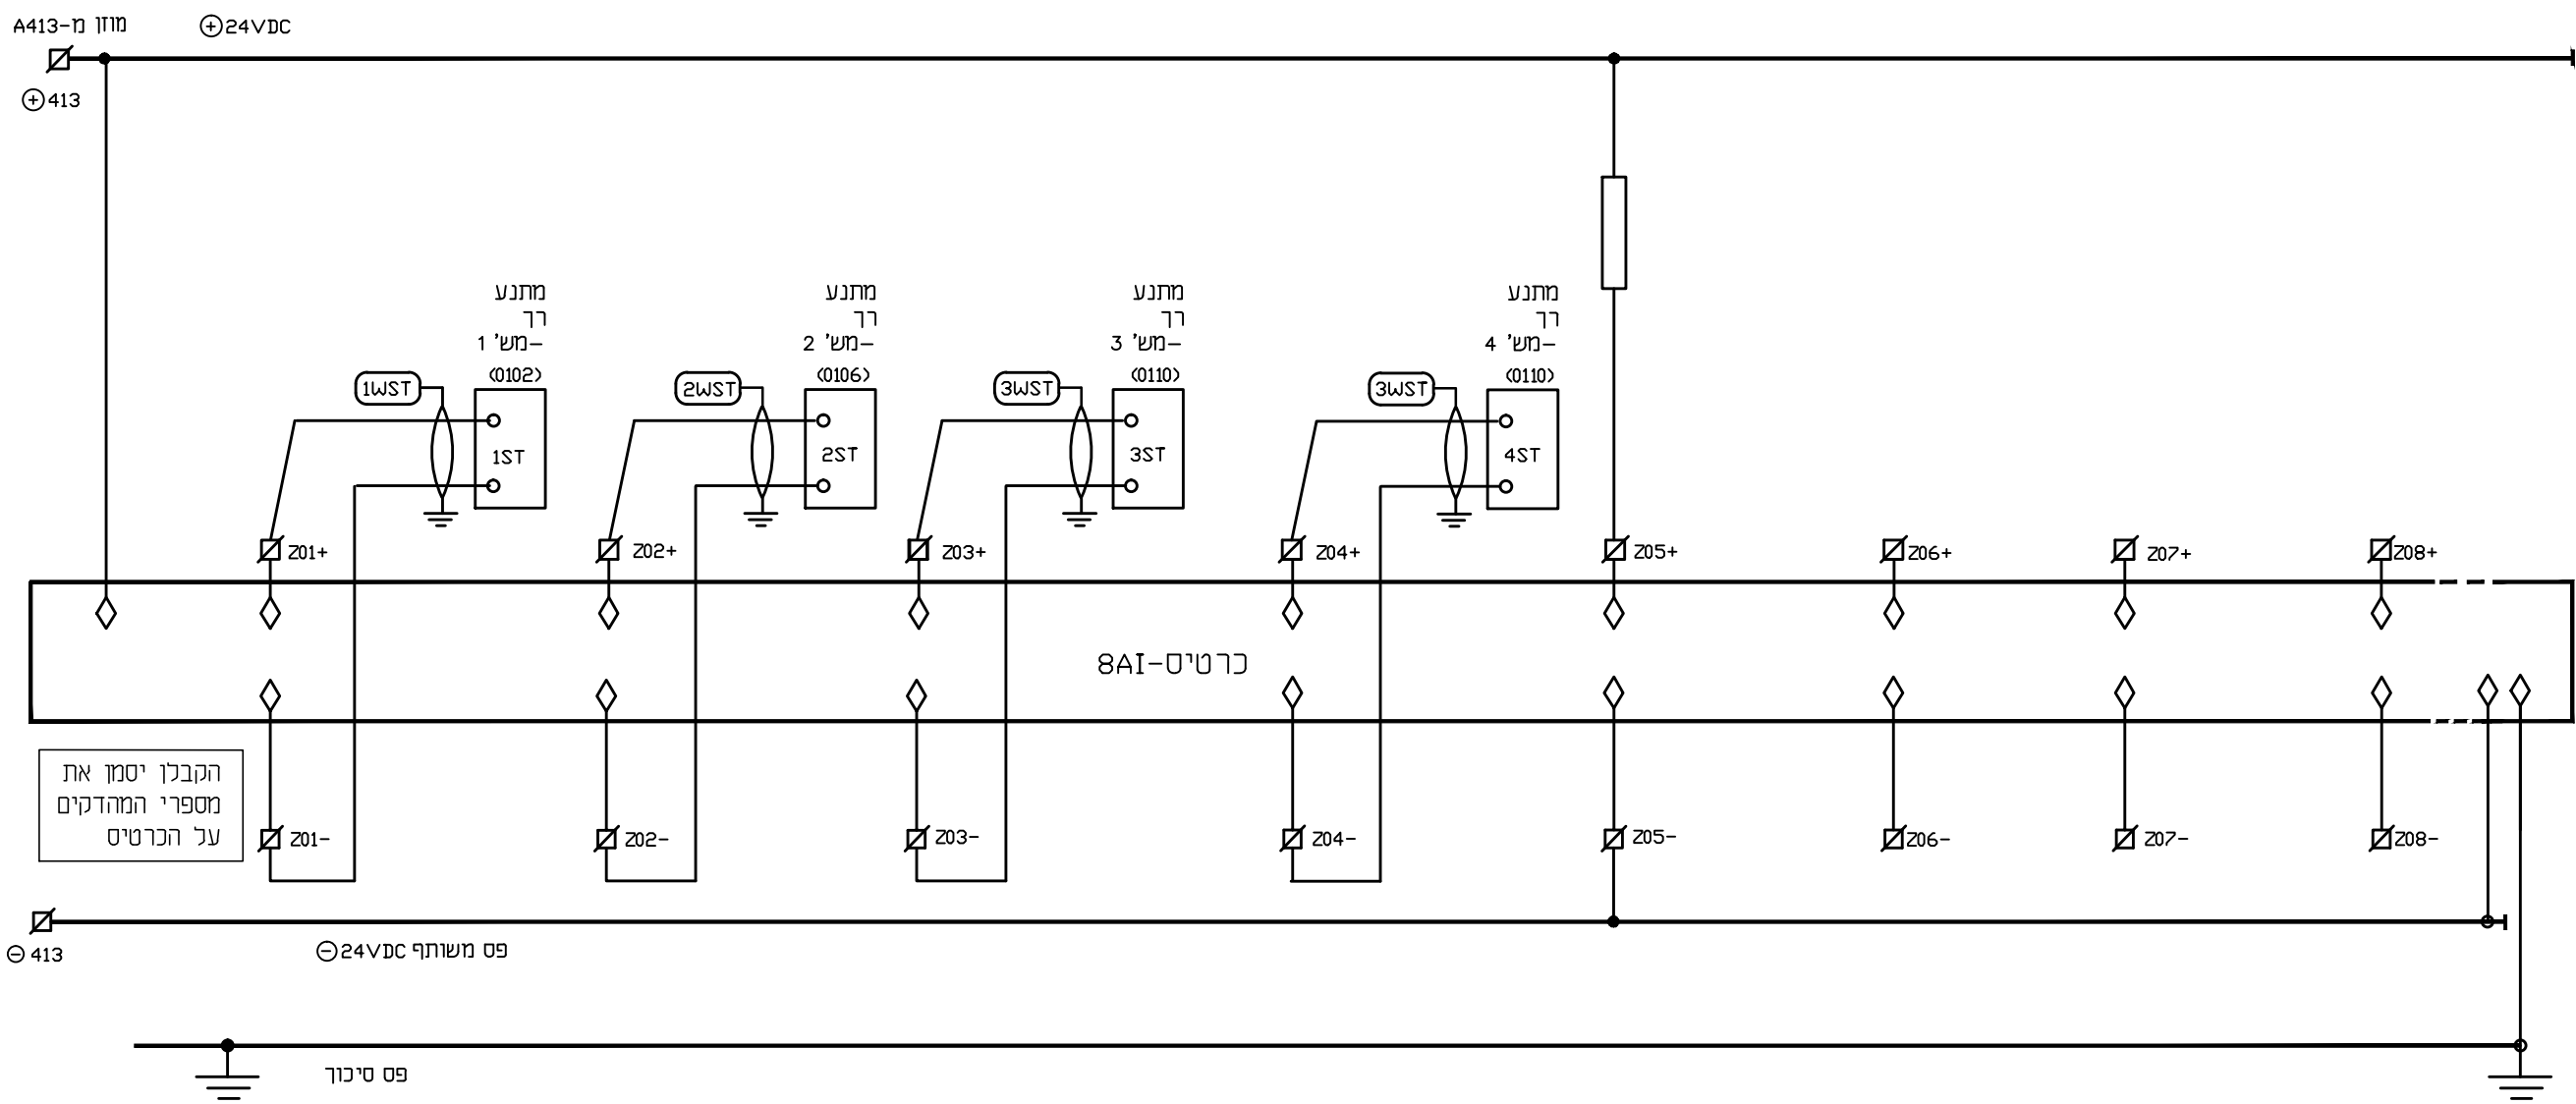 מוזן מ-A413
⊕24VDC
⊕413
מתנע
רך
-מש' 1
(0102)
1WST
1ST
מתנע
רך
-מש' 2
(0106)
2WST
2ST
מתנע
רך
-מש' 3
(0110)
3WST
3ST
מתנע
רך
-מש' 4
(0110)
3WST
4ST
Z01+
Z02+
Z03+
Z04+
Z05+
Z06+
Z07+
Z08+
כרטיס-8AI
הקבלן יסמן את
מספרי המהדקים
על הכרטיס
Z01-
Z02-
Z03-
Z04-
Z05-
Z06-
Z07-
Z08-
⊖413
פס משותף ⊖24VDC
פס סיכוך